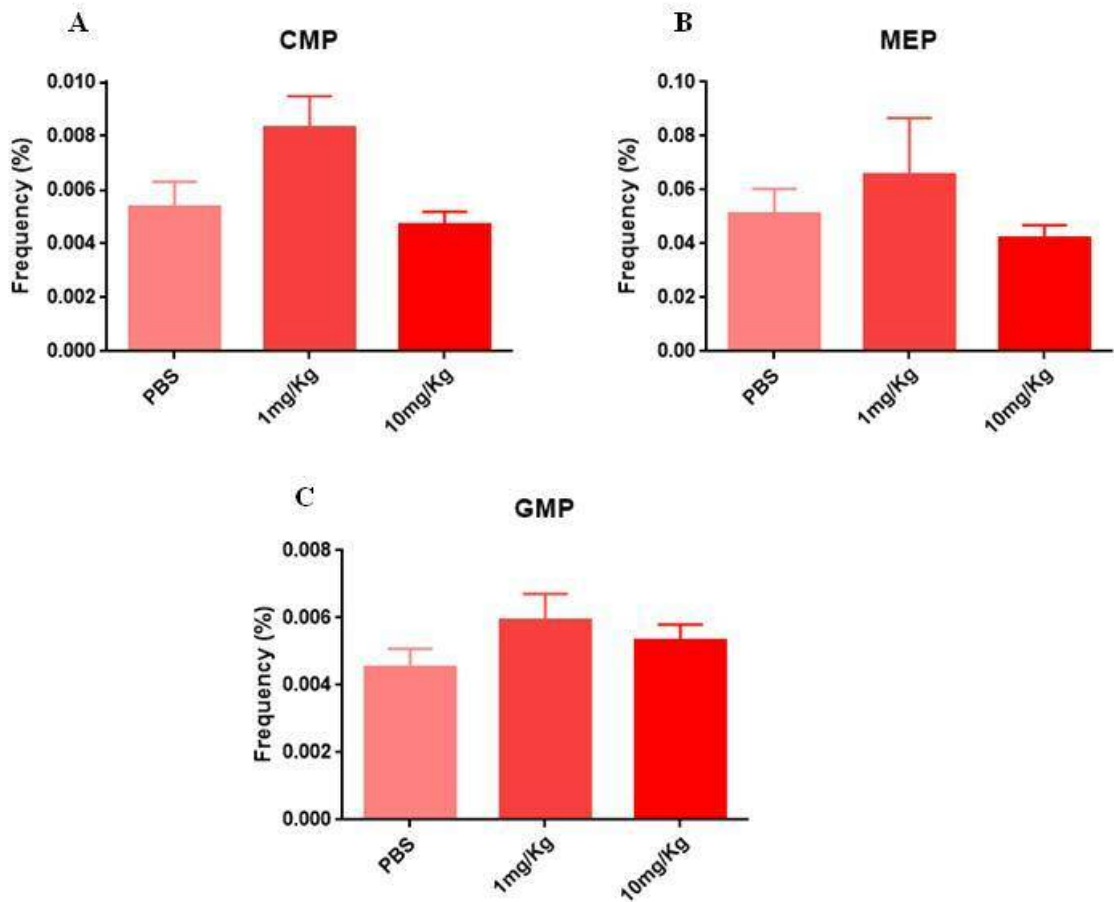 A
CMP
Frequency (%)
0.010
0.008
0.006
0.004
0.002
0.000
PBS
1mg/Kg
10mg/Kg
B
MEP
Frequency (%)
0.10
0.08
0.06
0.04
0.02
0.00
PBS
1mg/Kg
10mg/Kg
C
GMP
Frequency (%)
0.008
0.006
0.004
0.002
0.000
PBS
1mg/Kg
10mg/Kg